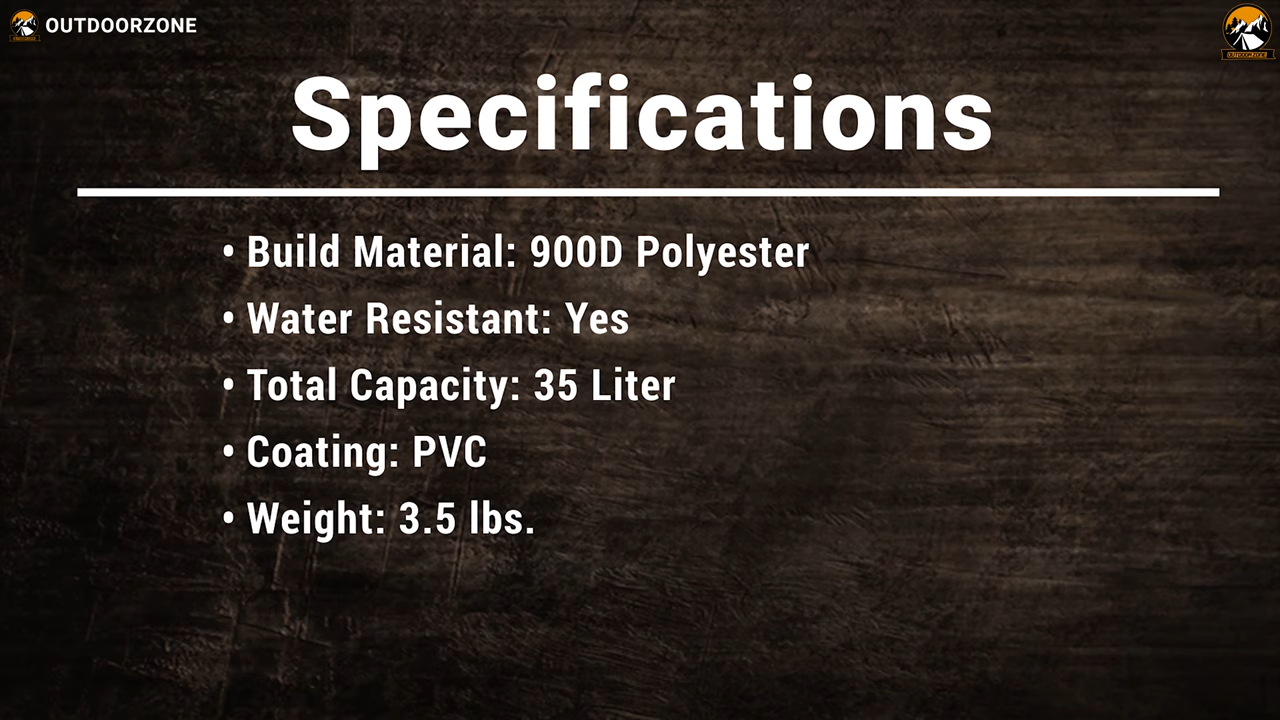 OUTDOORZONE
OUTDOORZONE
Specifications
• Build Material: 900D Polyester
• Water Resistant: Yes
• Total Capacity: 35 Liter
• Coating: PVC
• Weight: 3.5 lbs.